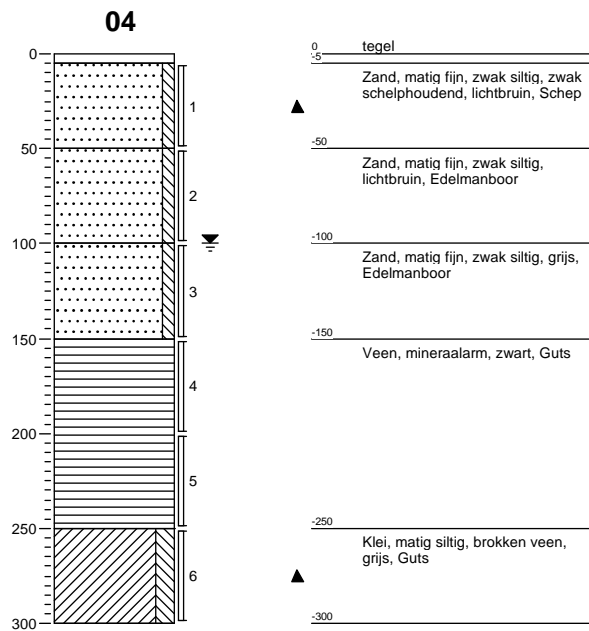 04
0
50
100
150
200
250
300
1
2
3
4
5
6
0
tegel
-5
Zand, matig fijn, zwak siltig, zwak
schelphoudend, lichtbruin, Schep
-50
Zand, matig fijn, zwak siltig,
lichtbruin, Edelmanboor
-100
Zand, matig fijn, zwak siltig, grijs,
Edelmanboor
-150
Veen, mineraalarm, zwart, Guts
-250
Klei, matig siltig, brokken veen,
grijs, Guts
-300